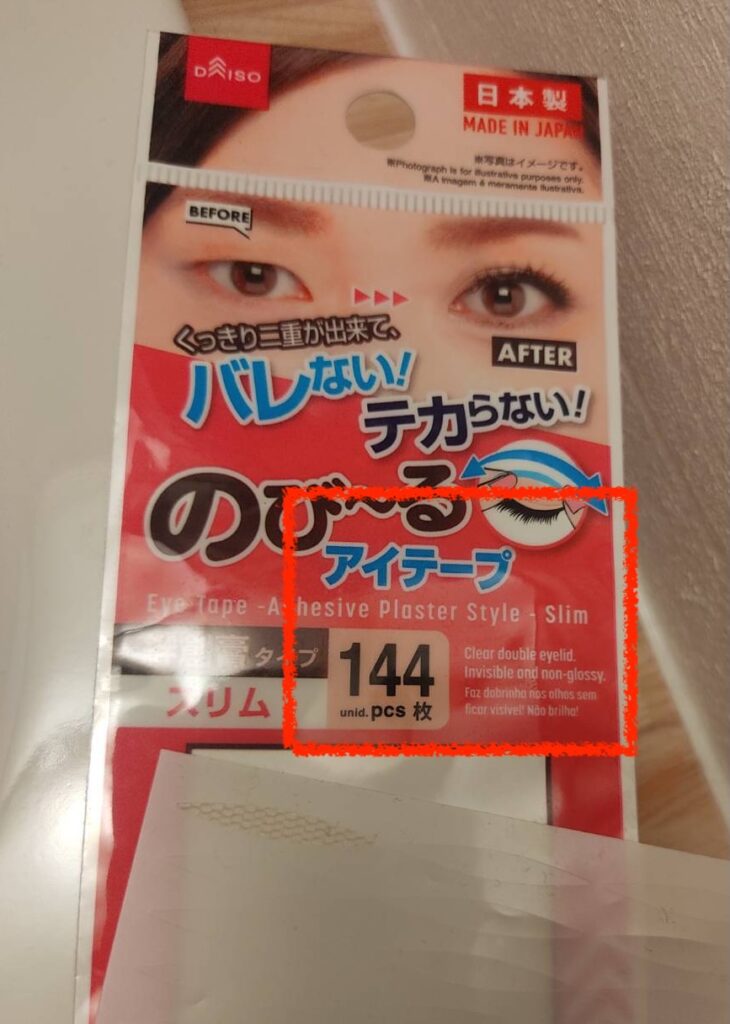 DAISO
日本製
MADE IN JAPAN
※写真はイメージです。
※Photograph is for illustrative purposes only.
※A imagem é meramente ilustrativa.
BEFORE
AFTER
くっきり二重が出来て、
バレない!
テカらない!
のび〜る
アイテープ
Eye tape -Adhesive Plaster Style - Slim
膏タイプ
スリム
144
unid. pcs 枚
Clear double eyelid.
Invisible and non-glossy.
Faz dobrinha nos olhos sem
ficar visível! Não brilha!